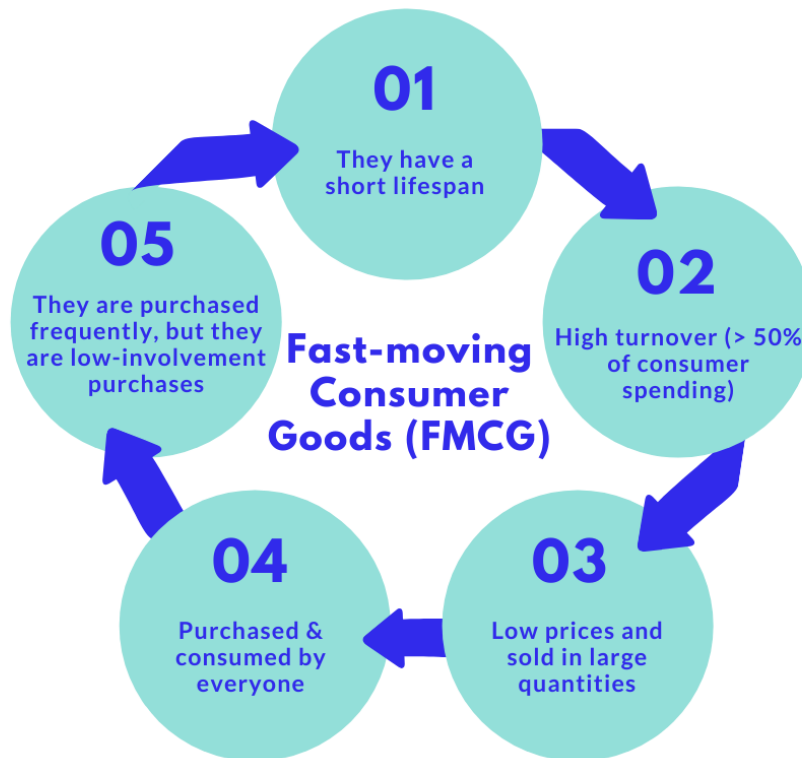 01
They have a
short lifespan
02
High turnover (> 50%
of consumer
spending)
03
Low prices and
sold in large
quantities
04
Purchased &
consumed by
everyone
05
They are purchased
frequently, but they
are low-involvement
purchases
Fast-moving
Consumer
Goods (FMCG)